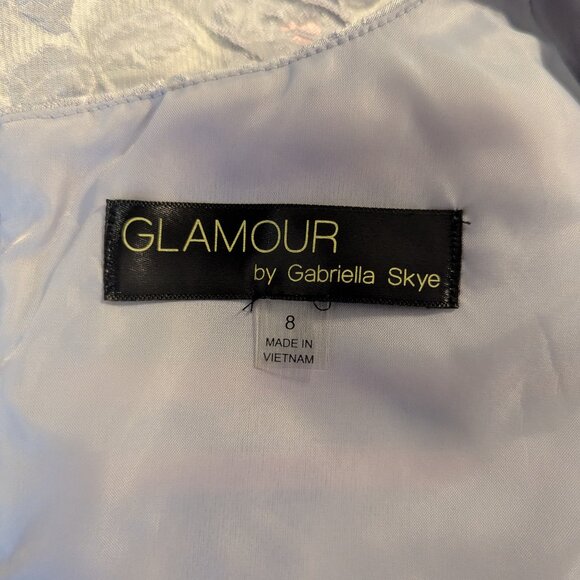 GLAMOUR
by Gabriella Skye
8
MADE IN
VIETNAM